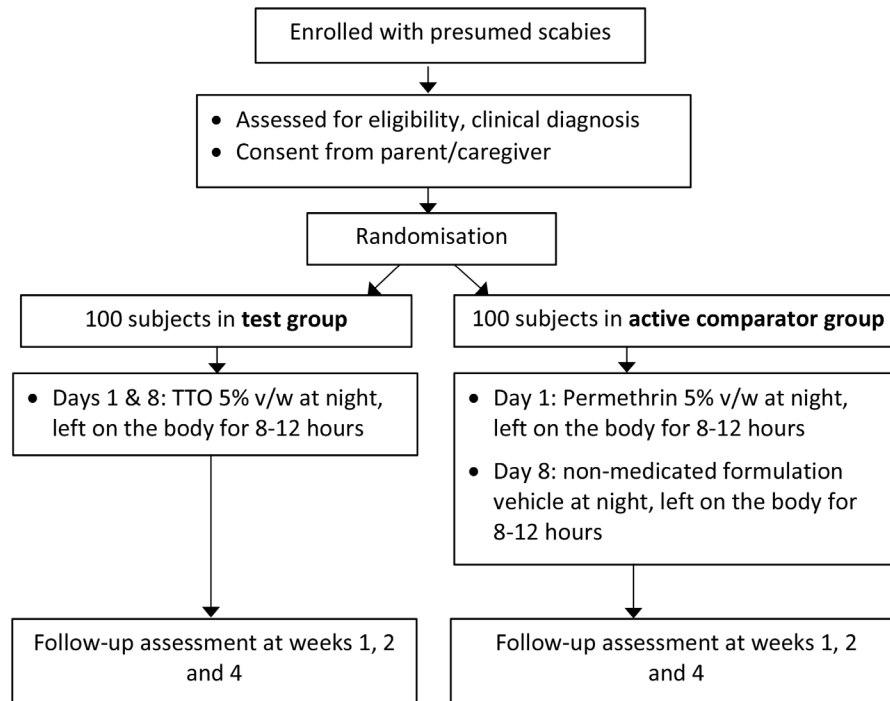 Enrolled with presumed scabies
• Assessed for eligibility, clinical diagnosis
• Consent from parent/caregiver
Randomisation
100 subjects in test group
• Days 1 & 8: TTO 5% v/w at night,
left on the body for 8-12 hours
Follow-up assessment at weeks 1, 2
and 4
100 subjects in active comparator group
• Day 1: Permethrin 5% v/w at night,
left on the body for 8-12 hours
• Day 8: non-medicated formulation
vehicle at night, left on the body for
8-12 hours
Follow-up assessment at weeks 1, 2
and 4